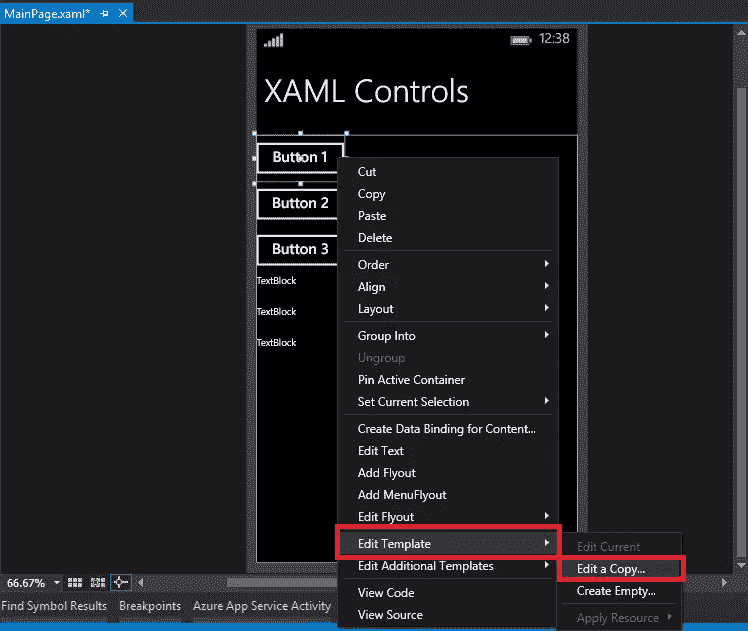 MainPage.xaml*
12:38
XAML Controls
Button 1
Button 2
Button 3
TextBlock
TextBlock
TextBlock
Cut
Copy
Paste
Delete
Order
Align
Layout
Group Into
Ungroup
Pin Active Container
Set Current Selection
Create Data Binding for Content...
Edit Text
Add Flyout
Add MenuFlyout
Edit Flyout
Edit Template
Edit Additional Templates
View Code
View Source
Edit Current
Edit a Copy...
Create Empty...
Apply Resource
66.67%
Find Symbol Results Breakpoints Azure App Service Activity